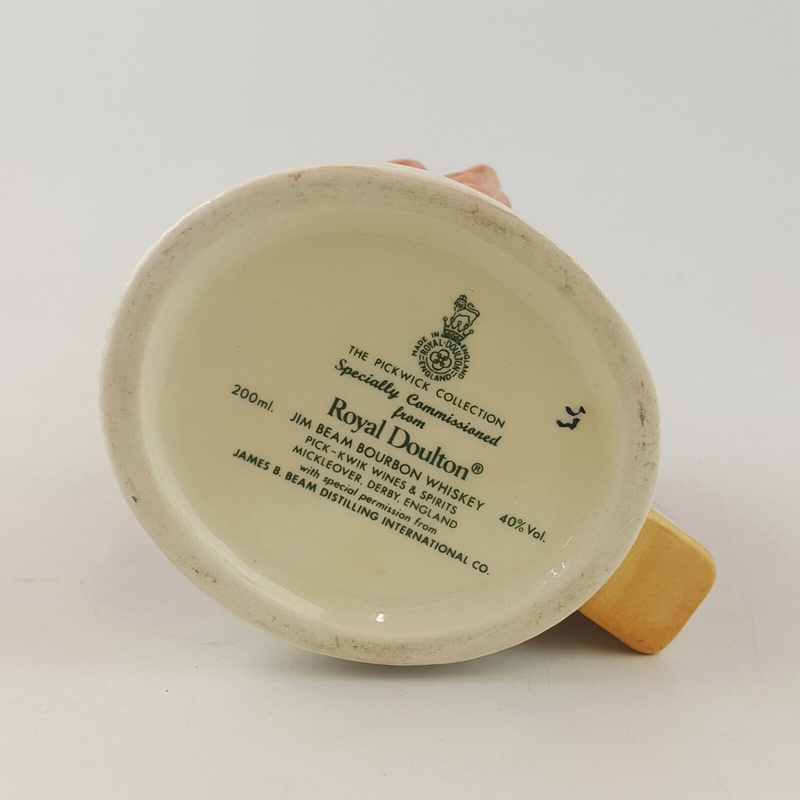 MADE IN ENGLAND
ROYAL DOULTON
ENGLAND
THE PICKWICK COLLECTION
Specially Commissioned
from
Royal Doulton®
200ml. JIM BEAM BOURBON WHISKEY 40% Vol.
PICK-KWIK WINES & SPIRITS
MICKLEOVER, DERBY, ENGLAND
with special permission from
JAMES B. BEAM DISTILLING INTERNATIONAL CO.